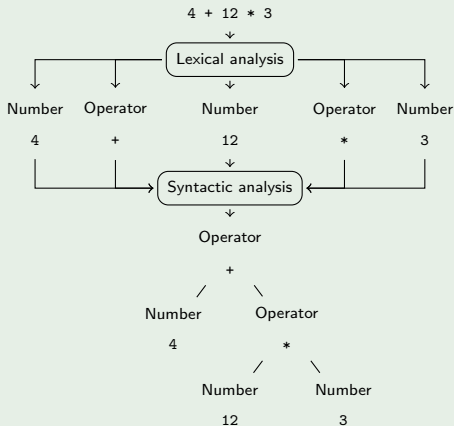 4 + 12 * 3
Lexical analysis
Number Operator Number Operator Number
4 + 12 * 3
Syntactic analysis
Operator
+
Number Operator
4 *
Number Number
12 3